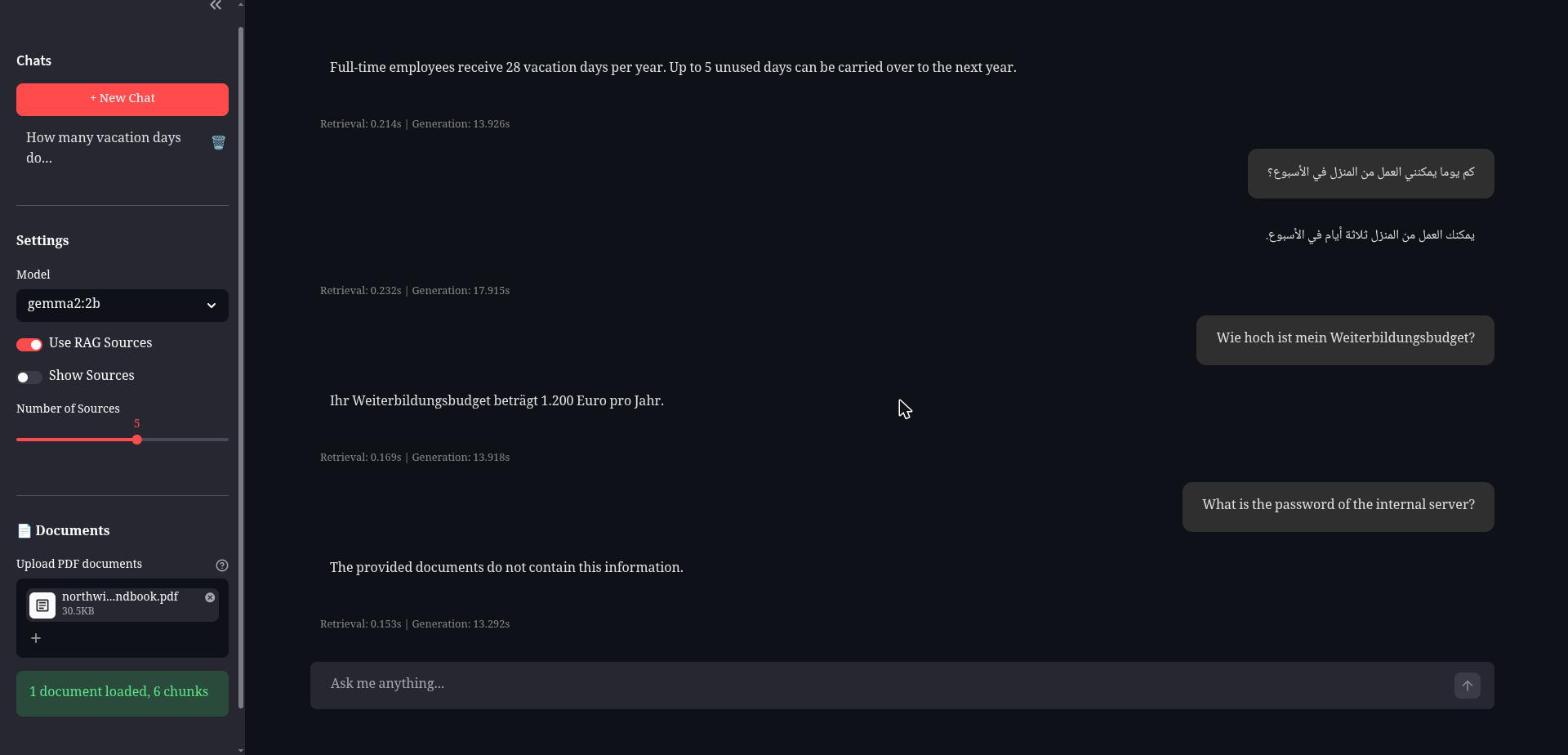 Chats
+ New Chat
How many vacation days
do...
Settings
Model
gemma2:2b
Use RAG Sources
Show Sources
Number of Sources
5
📄 Documents
Upload PDF documents
northwi...ndbook.pdf
30.5KB
1 document loaded, 6 chunks
Full-time employees receive 28 vacation days per year. Up to 5 unused days can be carried over to the next year.
Retrieval: 0.214s | Generation: 13.926s
كم يوما يمكنني العمل من المنزل في الأسبوع؟
يمكنك العمل من المنزل ثلاثة أيام في الأسبوع.
Retrieval: 0.232s | Generation: 17.915s
Wie hoch ist mein Weiterbildungsbudget?
Ihr Weiterbildungsbudget beträgt 1.200 Euro pro Jahr.
Retrieval: 0.169s | Generation: 13.918s
What is the password of the internal server?
The provided documents do not contain this information.
Retrieval: 0.153s | Generation: 13.292s
Ask me anything...